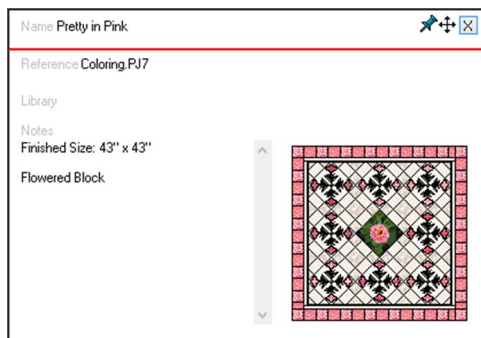 Name Pretty in Pink
Reference Coloring.PJ7
Library
Notes
Finished Size: 43" x 43"
Flowered Block